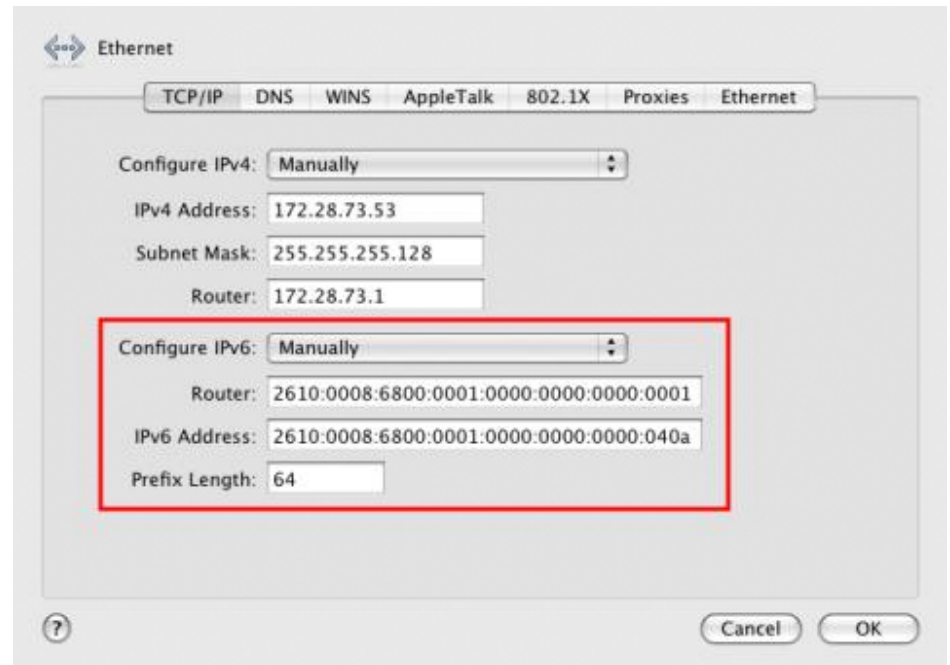 Ethernet
TCP/IP DNS WINS AppleTalk 802.1X Proxies Ethernet
Configure IPv4: Manually
IPv4 Address: 172.28.73.53
Subnet Mask: 255.255.255.128
Router: 172.28.73.1
Configure IPv6: Manually
Router: 2610:0008:6800:0001:0000:0000:0000:0001
IPv6 Address: 2610:0008:6800:0001:0000:0000:0000:040a
Prefix Length: 64
? Cancel OK